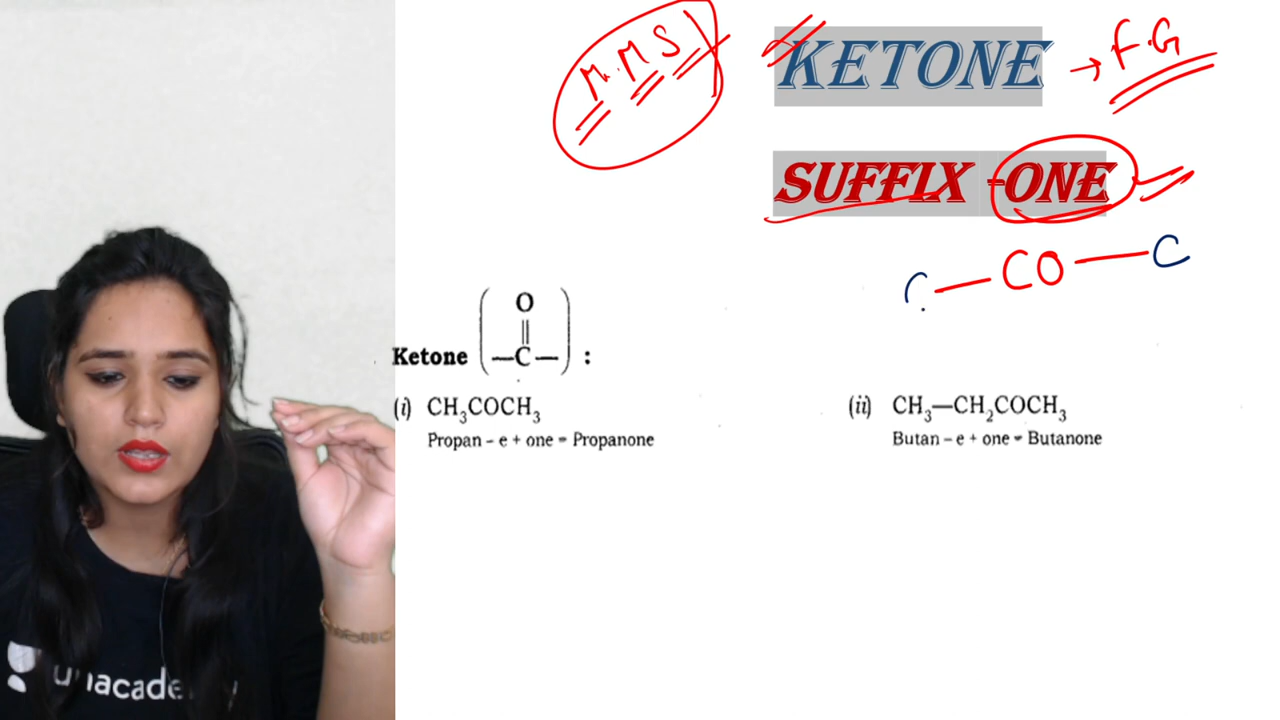 M.M.S
KETONE → F.G
SUFFIX -ONE
C — CO — C
O
||
Ketone ( —C— ) :
(i) CH₃COCH₃
Propan – e + one = Propanone
(ii) CH₃—CH₂COCH₃
Butan – e + one = Butanone
unacade